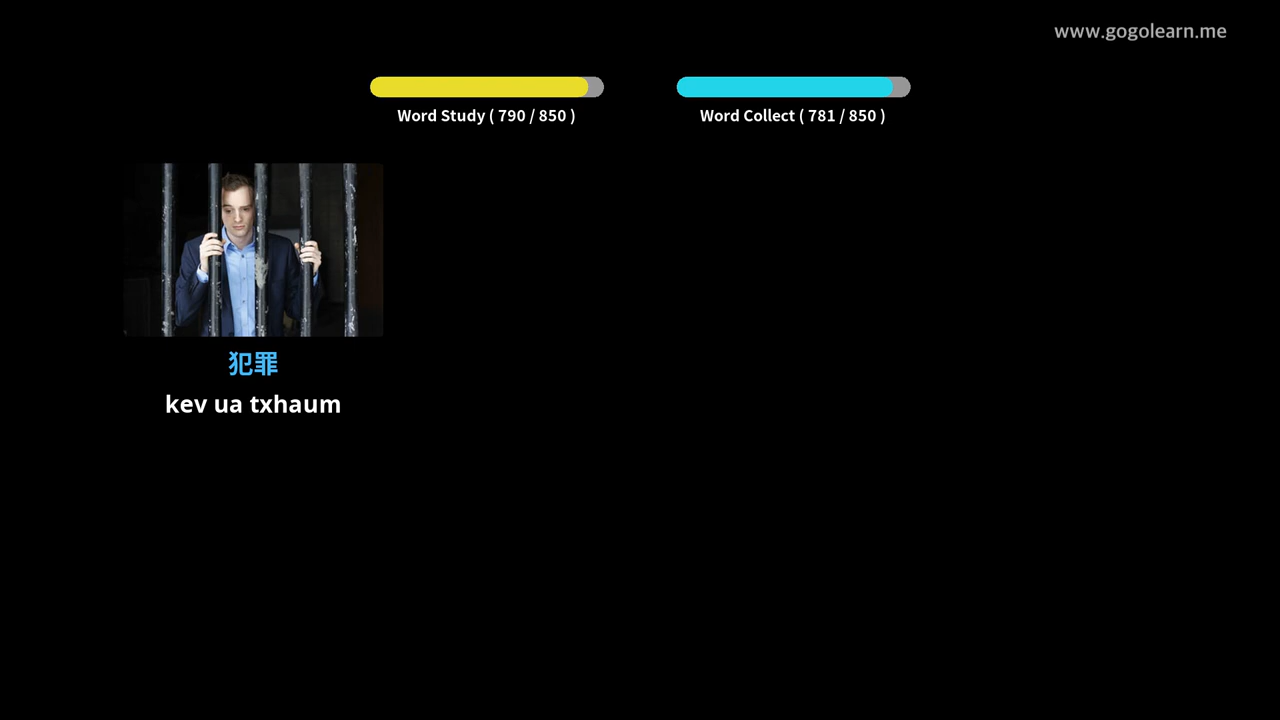 www.gogolearn.me
Word Study ( 790 / 850 )
Word Collect ( 781 / 850 )
犯罪
kev ua txhaum